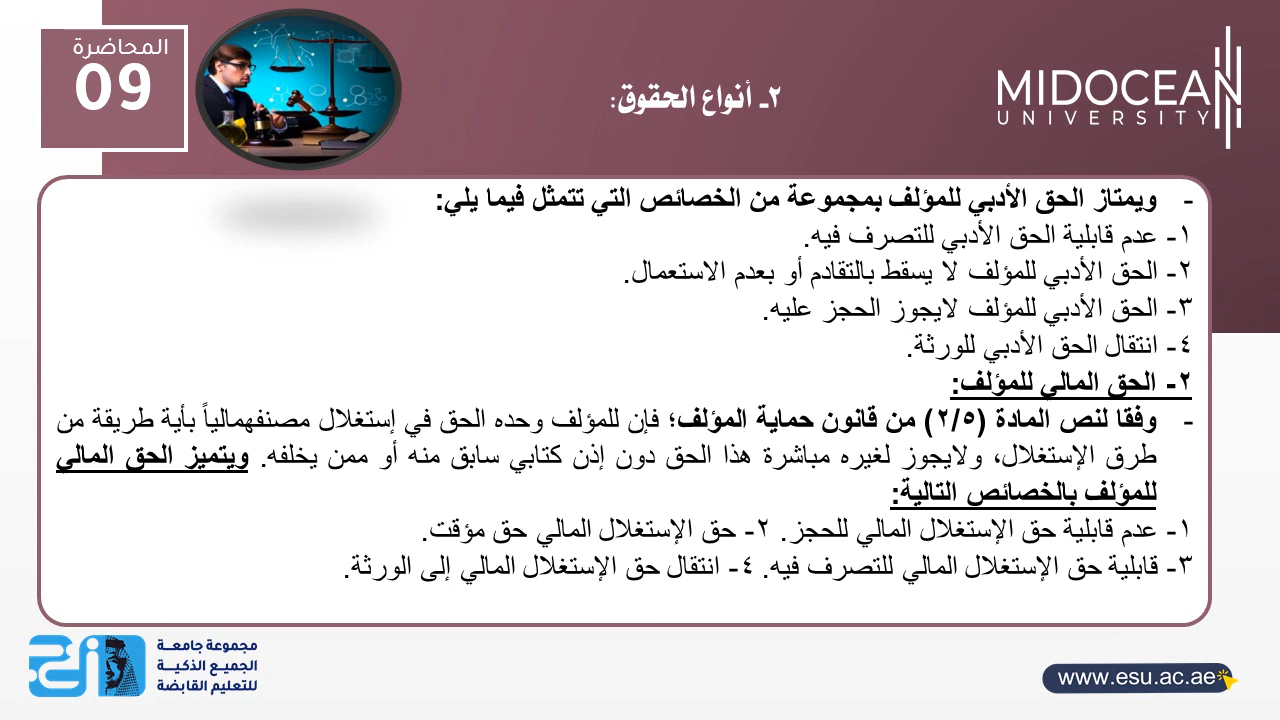 المحاضرة
09
٢ـ أنواع الحقوق:
MIDOCEAN
UNIVERSITY
- ويمتاز الحق الأدبي للمؤلف بمجموعة من الخصائص التي تتمثل فيما يلي:
١- عدم قابلية الحق الأدبي للتصرف فيه.
٢- الحق الأدبي للمؤلف لا يسقط بالتقادم أو بعدم الاستعمال.
٣- الحق الأدبي للمؤلف لايجوز الحجز عليه.
٤- انتقال الحق الأدبي للورثة.
٢- الحق المالي للمؤلف:
- وفقا لنص المادة (٢/٥) من قانون حماية المؤلف؛ فإن للمؤلف وحده الحق في إستغلال مصنفهمالياً بأية طريقة من
طرق الإستغلال، ولايجوز لغيره مباشرة هذا الحق دون إذن كتابي سابق منه أو ممن يخلفه. ويتميز الحق المالي
للمؤلف بالخصائص التالية:
١- عدم قابلية حق الإستغلال المالي للحجز. ٢- حق الإستغلال المالي حق مؤقت.
٣- قابلية حق الإستغلال المالي للتصرف فيه. ٤- انتقال حق الإستغلال المالي إلى الورثة.
مجموعة جامعة
الجميع الذكية
للتعليم القابضة
www.esu.ac.ae